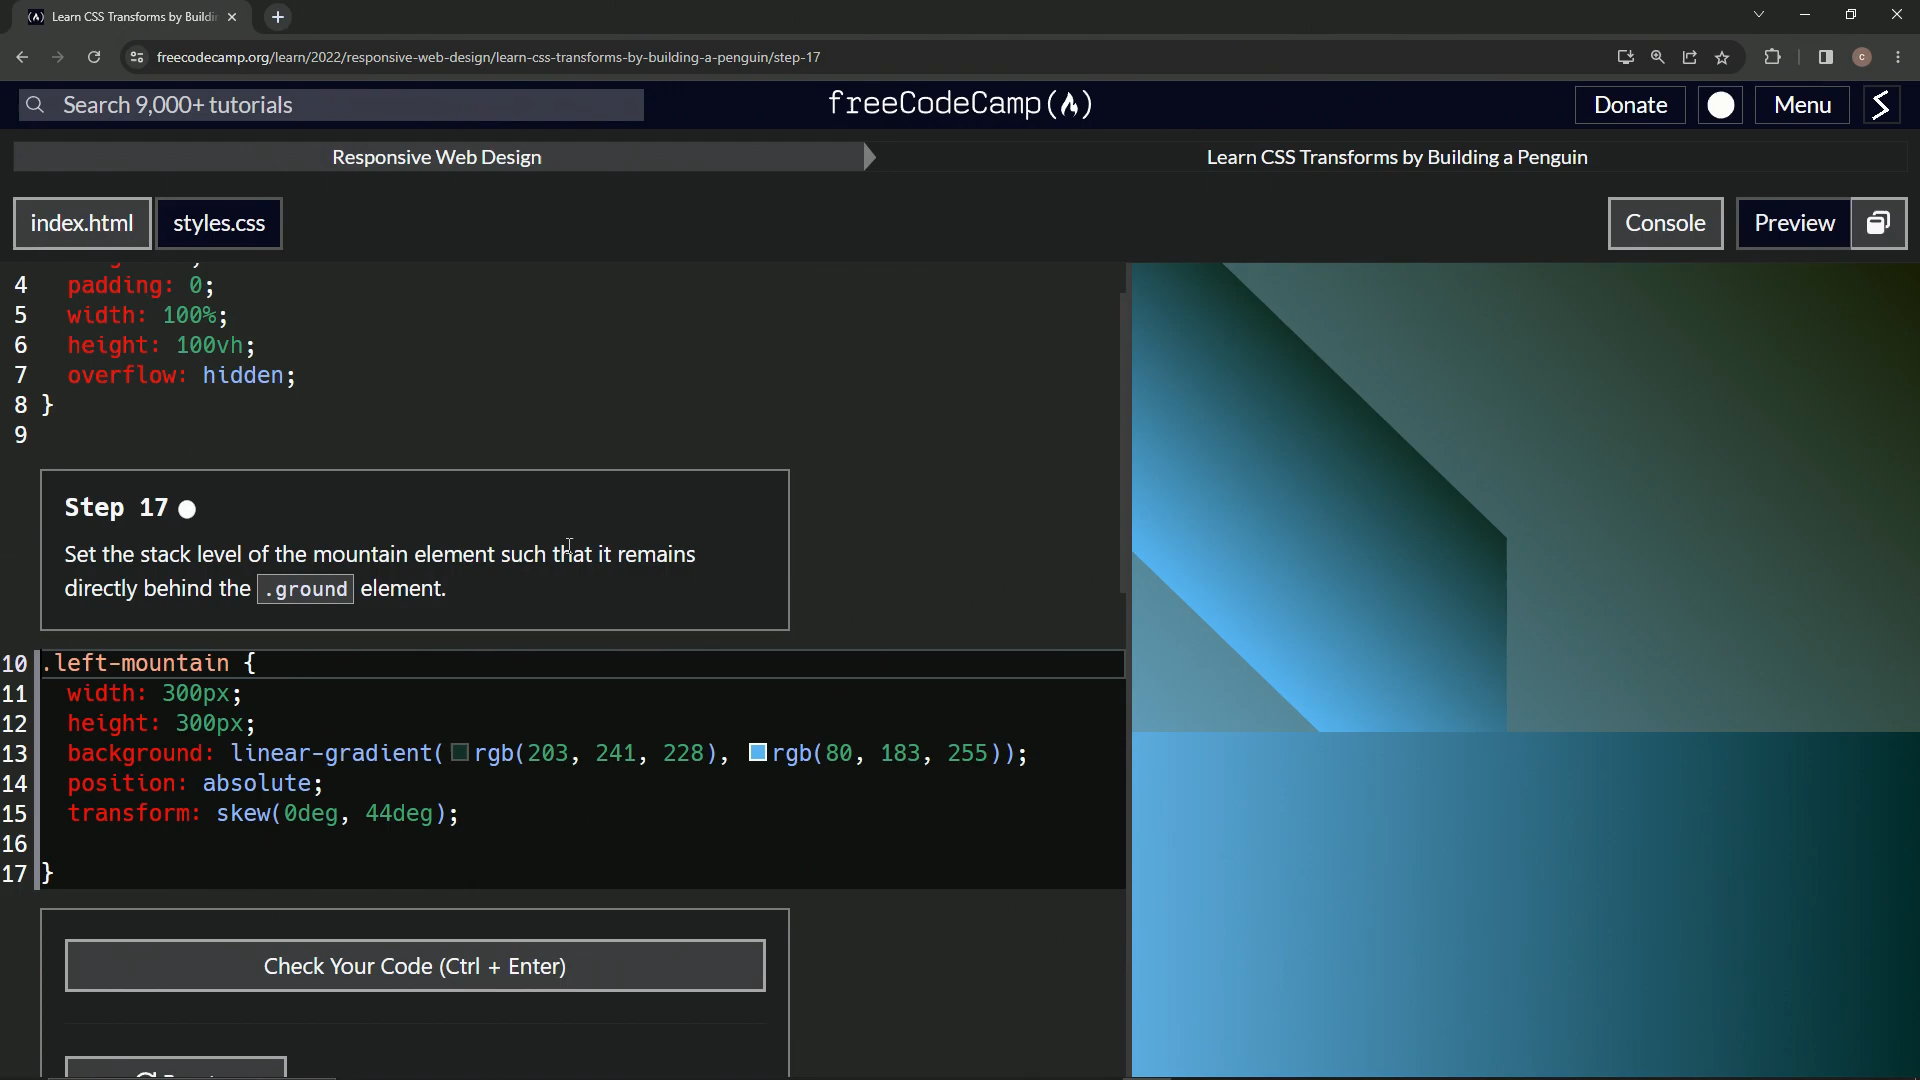 Learn CSS Transforms by Buildi
freecodecamp.org/learn/2022/responsive-web-design/learn-css-transforms-by-building-a-penguin/step-17
C
Search 9,000+ tutorials
freeCodeCamp(
)
Donate
Menu
Responsive Web Design
Learn CSS Transforms by Building a Penguin
index.html
styles.css
Console
Preview
4 padding: 0;
5 width: 100%;
6 height: 100vh;
7 overflow: hidden;
8 }
9
Step 17
Set the stack level of the mountain element such that it remains
directly behind the .ground element.
10 .left-mountain {
11 width: 300px;
12 height: 300px;
13 background: linear-gradient(rgb(203, 241, 228), rgb(80, 183, 255));
14 position: absolute;
15 transform: skew(0deg, 44deg);
16
17 }
Check Your Code (Ctrl + Enter)